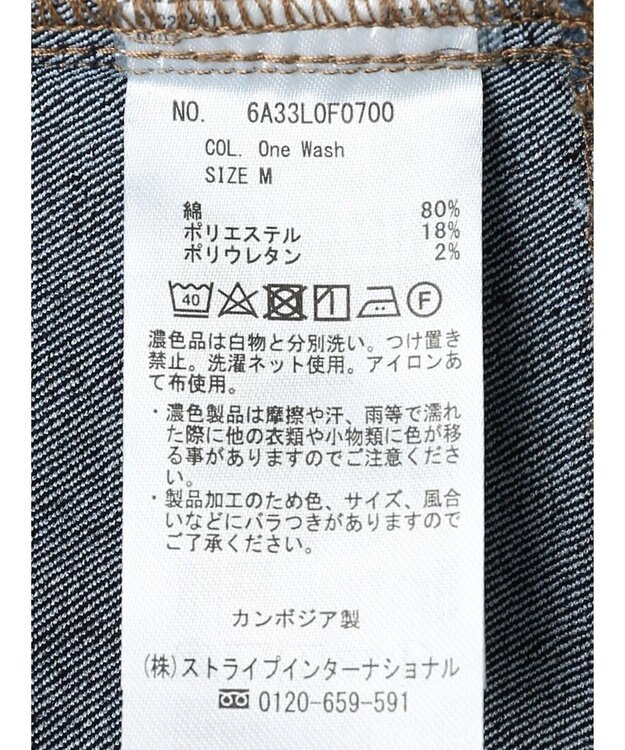 NO. 6A33L0F0700
COL. One Wash
SIZE M
綿 80%
ポリエステル 18%
ポリウレタン 2%
40
F
濃色品は白物と分別洗い。つけ置き
禁止。洗濯ネット使用。アイロンあ
て布使用。
・濃色製品は摩擦や汗、雨等で濡れ
た際に他の衣類や小物類に色が移
る事がありますのでご注意くださ
い。
・製品加工のため色、サイズ、風合
いなどにバラつきがありますので
ご了承ください。
カンボジア製
(株)ストライプインターナショナル
0120-659-591